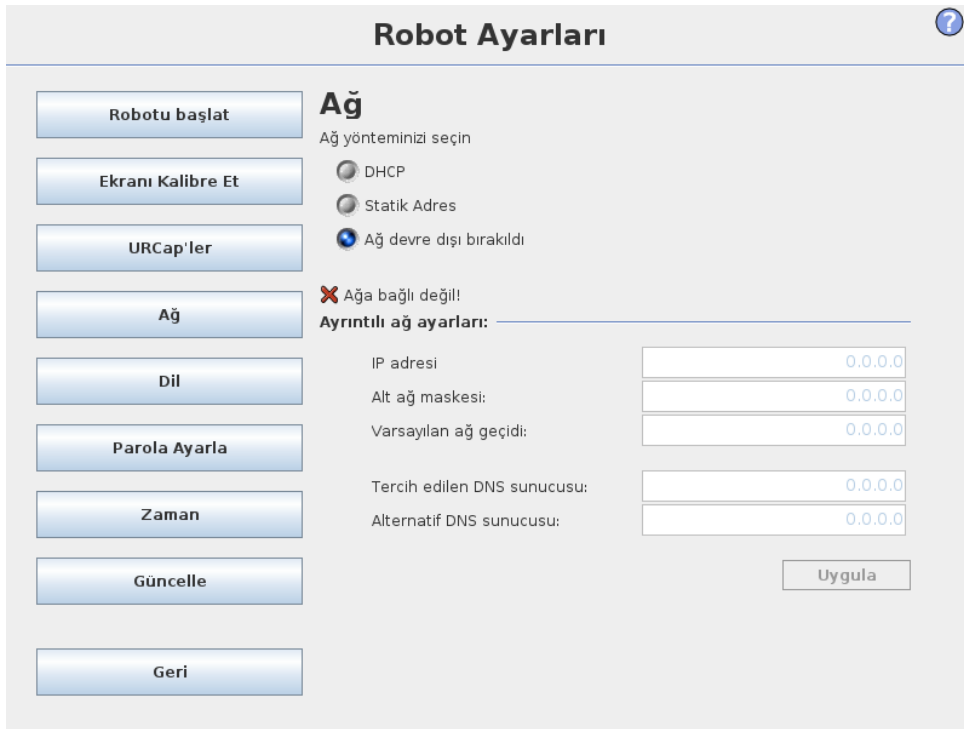 Robot Ayarları
?
Robotu başlat
Ekranı Kalibre Et
URCap'ler
Ağ
Dil
Parola Ayarla
Zaman
Güncelle
Geri
Ağ
Ağ yönteminizi seçin
DHCP
Statik Adres
Ağ devre dışı bırakıldı
Ağa bağlı değil!
Ayrıntılı ağ ayarları:
IP adresi 0.0.0.0
Alt ağ maskesi: 0.0.0.0
Varsayılan ağ geçidi: 0.0.0.0
Tercih edilen DNS sunucusu: 0.0.0.0
Alternatif DNS sunucusu: 0.0.0.0
Uygula